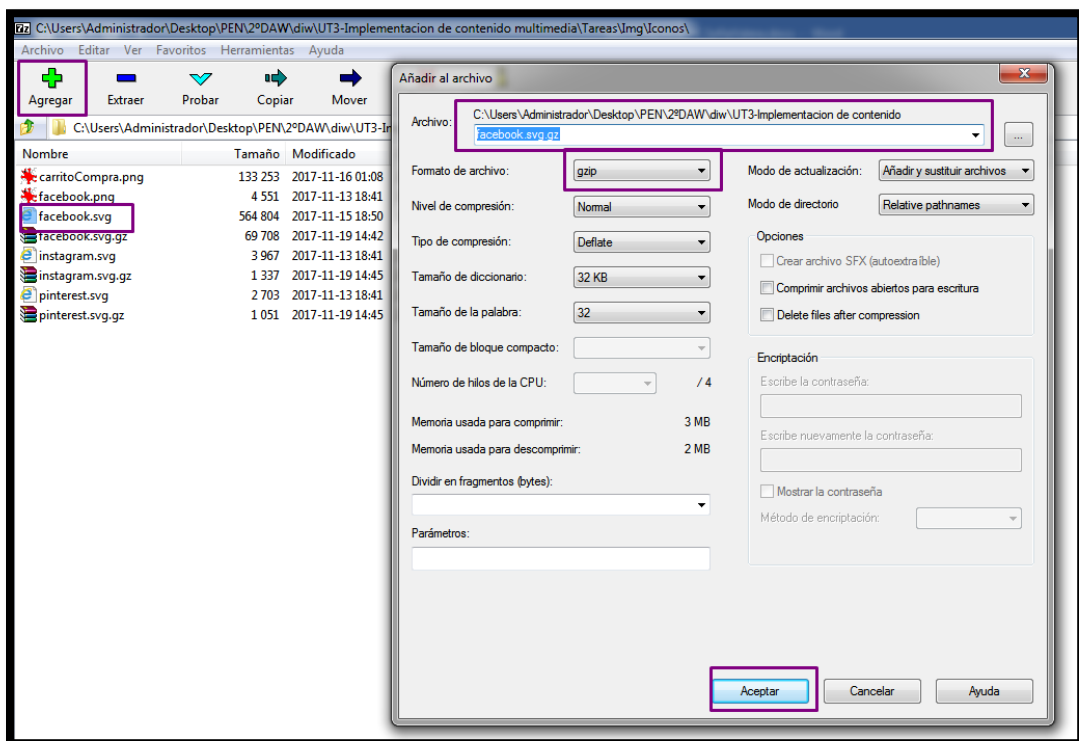 C:\Users\Administrador\Desktop\PEN\2ºDAW\diw\UT3-Implementacion de contenido multimedia\Tareas\Img\Iconos\
Archivo Editar Ver Favoritos Herramientas Ayuda
Agregar Extraer Probar Copiar Mover
C:\Users\Administrador\Desktop\PEN\2ºDAW\diw\UT3-Ir
Nombre Tamaño Modificado
carritoCompra.png 133 253 2017-11-16 01:08
facebook.png 4 551 2017-11-13 18:41
facebook.svg 564 804 2017-11-15 18:50
facebook.svg.gz 69 708 2017-11-19 14:42
instagram.svg 3 967 2017-11-13 18:41
instagram.svg.gz 1 337 2017-11-19 14:45
pinterest.svg 2 703 2017-11-13 18:41
pinterest.svg.gz 1 051 2017-11-19 14:45
Añadir al archivo
Archivo: C:\Users\Administrador\Desktop\PEN\2ºDAW\diw\UT3-Implementacion de contenido
facebook.svg.gz ...
Formato de archivo: gzip
Nivel de compresión: Normal
Tipo de compresión: Deflate
Tamaño de diccionario: 32 KB
Tamaño de la palabra: 32
Tamaño de bloque compacto:
Número de hilos de la CPU: / 4
Memoria usada para comprimir: 3 MB
Memoria usada para descomprimir: 2 MB
Dividir en fragmentos (bytes):
Parámetros:
Modo de actualización: Añadir y sustituir archivos
Modo de directorio Relative pathnames
Opciones
Crear archivo SFX (autoextraíble)
Comprimir archivos abiertos para escritura
Delete files after compression
Encriptación
Escribe la contraseña:
Escribe nuevamente la contraseña:
Mostrar la contraseña
Método de encriptación:
Aceptar Cancelar Ayuda